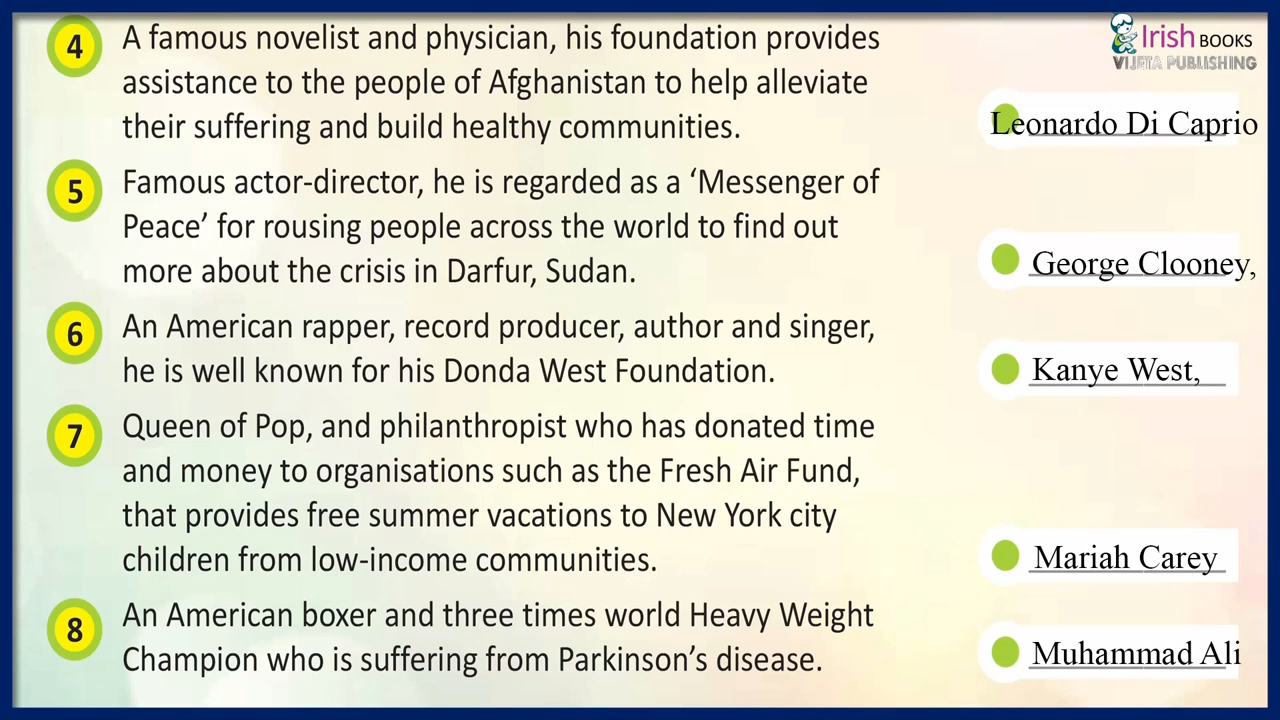 4 A famous novelist and physician, his foundation provides
assistance to the people of Afghanistan to help alleviate
their suffering and build healthy communities.
Irish BOOKS
VIJETA PUBLISHING
Leonardo Di Caprio
5 Famous actor-director, he is regarded as a ‘Messenger of
Peace’ for rousing people across the world to find out
more about the crisis in Darfur, Sudan.
George Clooney,
6 An American rapper, record producer, author and singer,
he is well known for his Donda West Foundation.
Kanye West,
7 Queen of Pop, and philanthropist who has donated time
and money to organisations such as the Fresh Air Fund,
that provides free summer vacations to New York city
children from low-income communities.
Mariah Carey
8 An American boxer and three times world Heavy Weight
Champion who is suffering from Parkinson’s disease.
Muhammad Ali